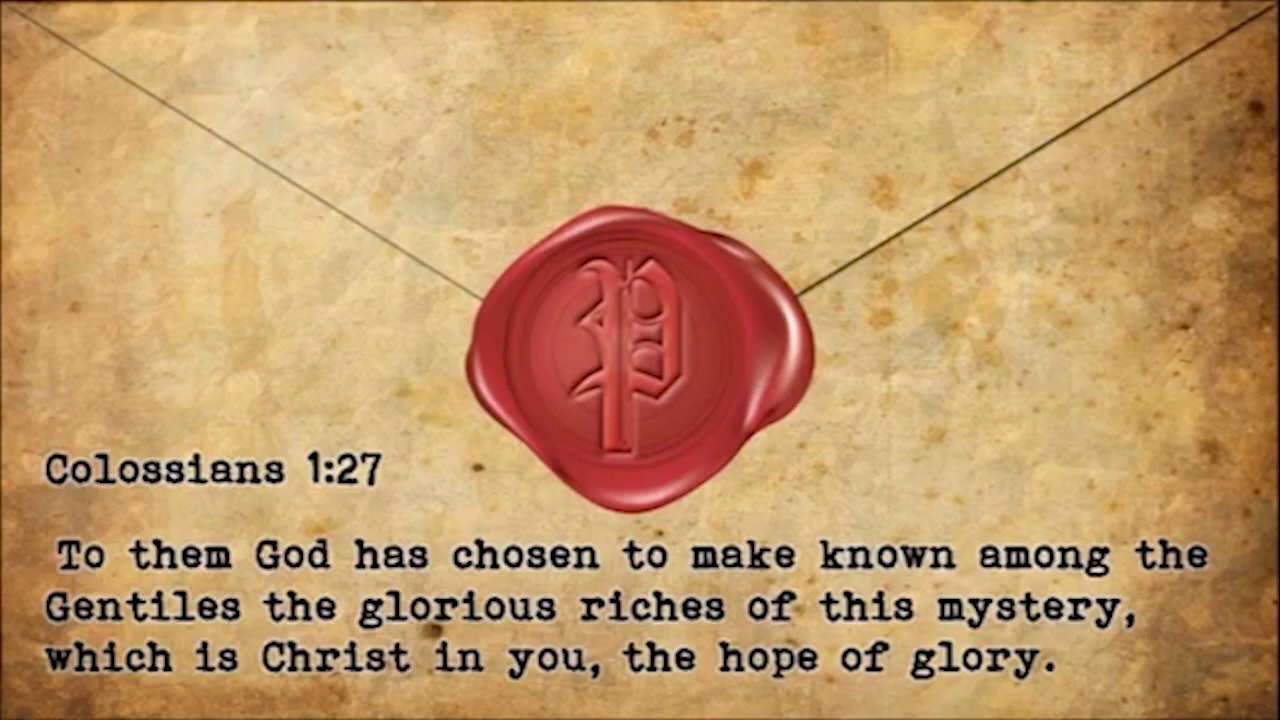 P
Colossians 1:27
To them God has chosen to make known among the
Gentiles the glorious riches of this mystery,
which is Christ in you, the hope of glory.